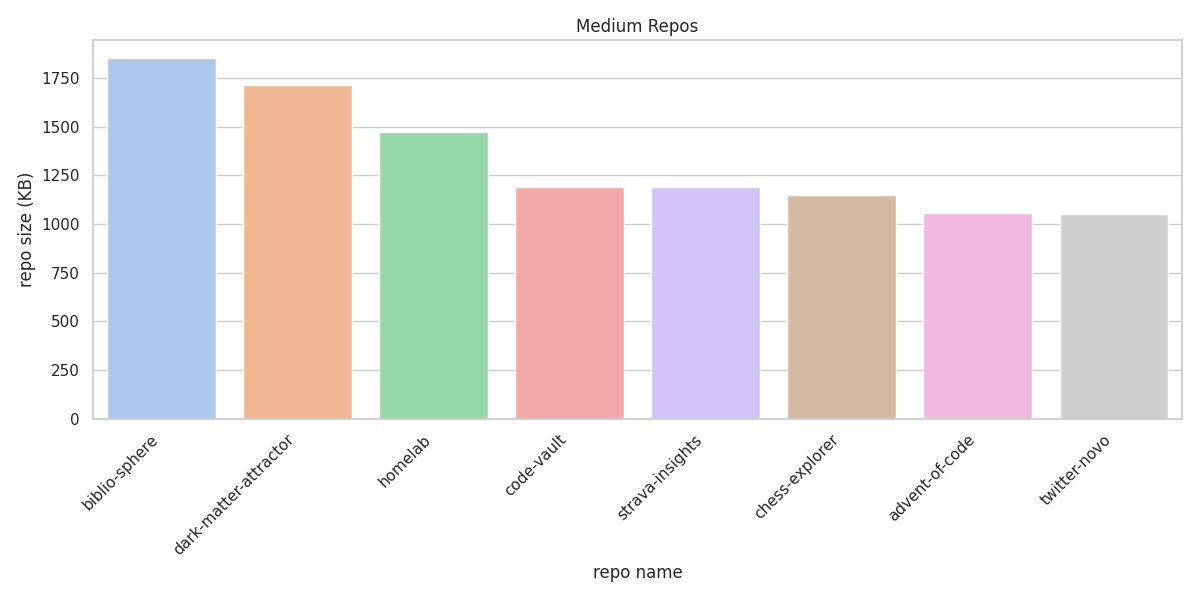 Medium Repos
1750
1500
1250
1000
750
500
250
0
repo size (KB)
biblio-sphere
dark-matter-attractor
homelab
code-vault
strava-insights
chess-explorer
advent-of-code
twitter-novo
repo name